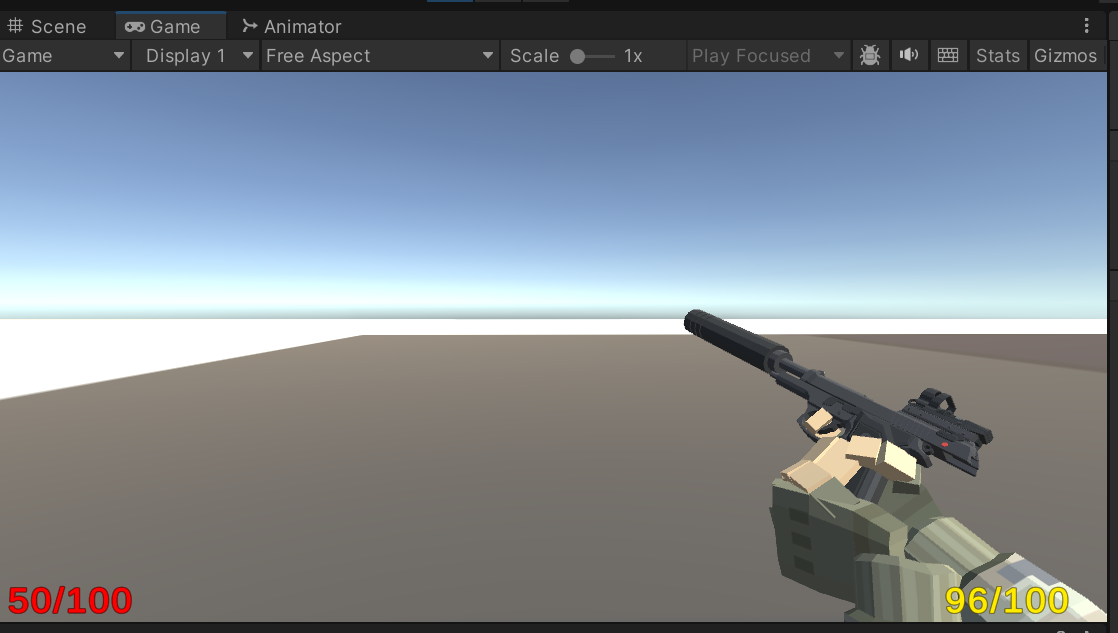 Scene Game Animator
Game Display 1 Free Aspect Scale 1x Play Focused Stats Gizmos
50/100 96/100